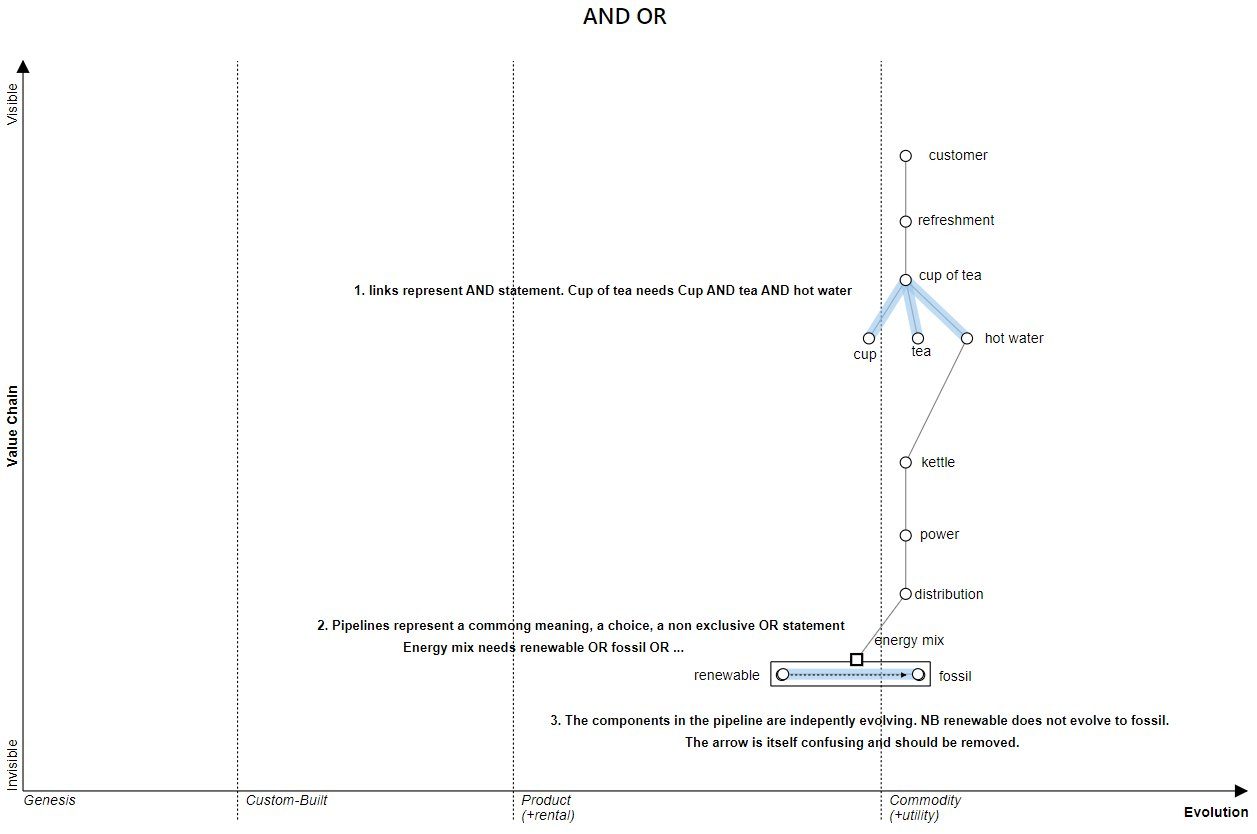 AND OR
Visible
customer
refreshment
cup of tea
1. links represent AND statement. Cup of tea needs Cup AND tea AND hot water
hot water
cup
tea
Value Chain
kettle
power
distribution
2. Pipelines represent a commong meaning, a choice, a non exclusive OR statement
energy mix
Energy mix needs renewable OR fossil OR ...
renewable
fossil
3. The components in the pipeline are indepently evolving. NB renewable does not evolve to fossil.
The arrow is itself confusing and should be removed.
Invisible
Genesis
Custom-Built
Product
(+rental)
Commodity
(+utility)
Evolution